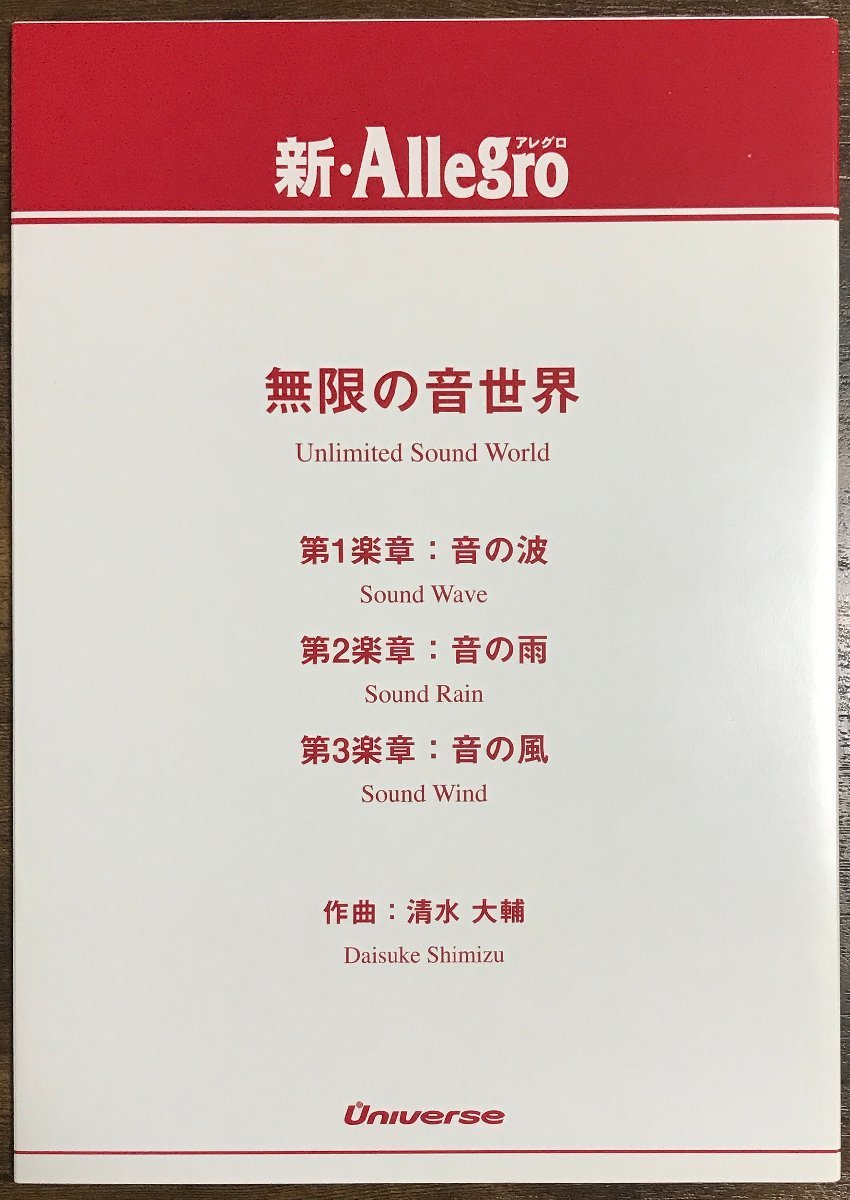 アレグロ
新・Allegro
無限の音世界
Unlimited Sound World
第1楽章：音の波
Sound Wave
第2楽章：音の雨
Sound Rain
第3楽章：音の風
Sound Wind
作曲：清水 大輔
Daisuke Shimizu
Universe